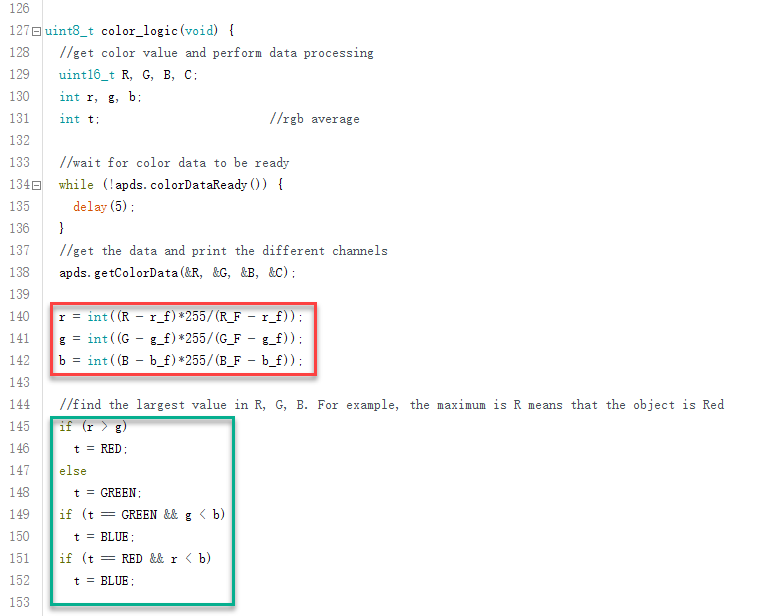 126
127 uint8_t color_logic(void) {
128 //get color value and perform data processing
129 uint16_t R, G, B, C;
130 int r, g, b;
131 int t; //rgb average
132
133 //wait for color data to be ready
134 while (!apds.colorDataReady()) {
135 delay(5);
136 }
137 //get the data and print the different channels
138 apds.getColorData(&R, &G, &B, &C);
139
140 r = int((R - r_f)*255/(R_F - r_f));
141 g = int((G - g_f)*255/(G_F - g_f));
142 b = int((B - b_f)*255/(B_F - b_f));
143
144 //find the largest value in R, G, B. For example, the maximum is R means that the object is Red
145 if (r > g)
146 t = RED;
147 else
148 t = GREEN;
149 if (t == GREEN && g < b)
150 t = BLUE;
151 if (t == RED && r < b)
152 t = BLUE;
153